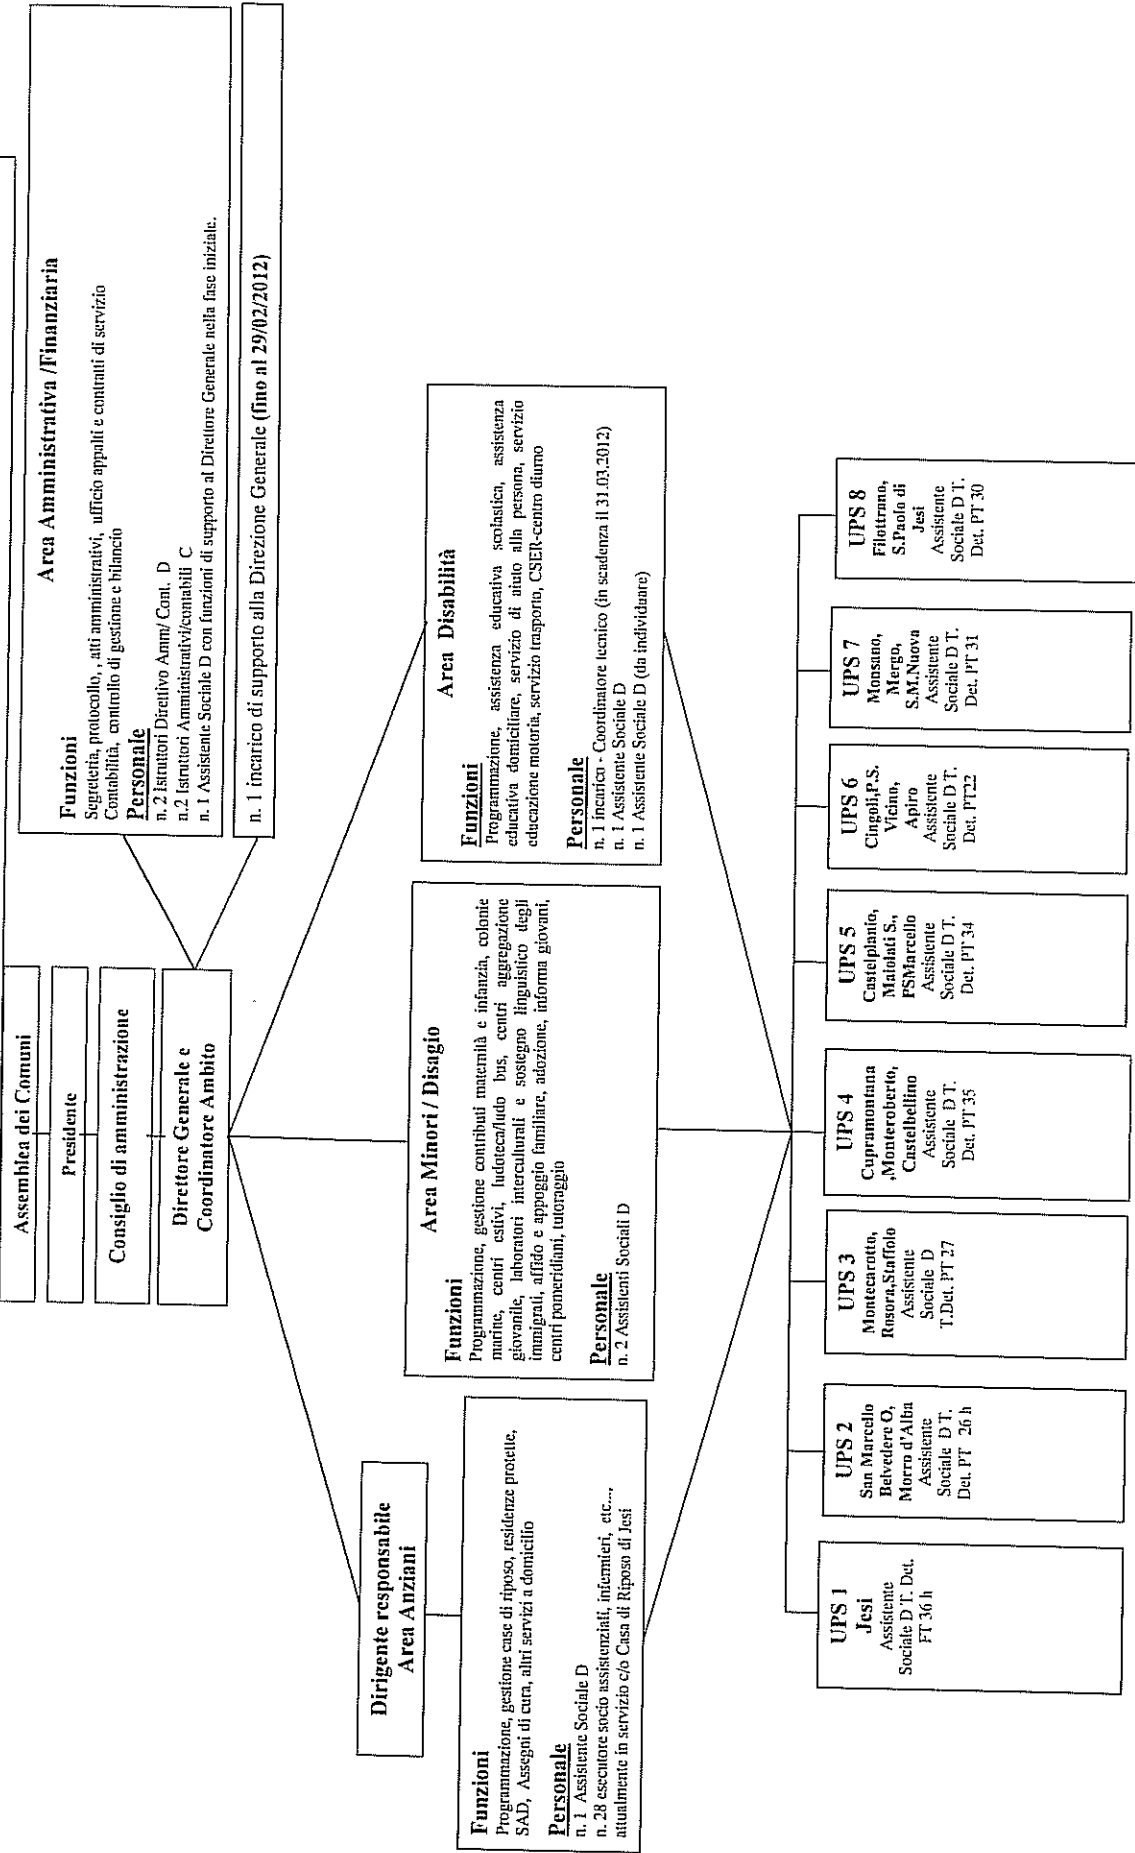 Assemblea dei Comuni
Presidente
Consiglio di amministrazione
Direttore Generale e
Coordinatore Ambito
Area Amministrativa /Finanziaria
Funzioni
Segreteria, protocollo, , atti amministrativi, ufficio appalti e contratti di servizio
Contabilità, controllo di gestione e bilancio
Personale
n. 2 Istruttori Direttivo Amm/ Cont. D
n.2 Istruttori Amministrativi/contabili C
n. 1 Assistente Sociale D con funzioni di supporto al Direttore Generale nella fase iniziale.
n. 1 incarico di supporto alla Direzione Generale (fino al 29/02/2012)
Dirigente responsabile
Area Anziani
Funzioni
Programmazione, gestione case di riposo, residenze protette,
SAD, Assegni di cura, altri servizi a domicilio
Personale
n. 1 Assistente Sociale D
n. 28 esecutore socio assistenziati, infermieri, etc...,
attualmente in servizio c/o Casa di Riposo di Jesi
Area Minori / Disagio
Funzioni
Programmazione, gestione contributi maternità e infanzia, colonie
marine, centri estivi, ludoteca/ludo bus, centri aggregazione
giovanile, laboratori interculturali e sostegno linguistico degli
immigrati, affido e appoggio familiare, adozione, informa giovani,
centri pomeridiani, tutoraggio
Personale
n. 2 Assistenti Sociali D
Area Disabilità
Funzioni
Programmazione, assistenza educativa scolastica, assistenza
educativa domiciliare, servizio di aiuto alla persona, servizio
educazione motoria, servizio trasporto, CSER-centro diurno
Personale
n. 1 incarico - Coordinatore tecnico (in scadenza il 31.03.2012)
n. 1 Assistente Sociale D
n. 1 Assistente Sociale D (da individuare)
UPS 1
Jesi
Assistente
Sociale D T. Det.
FT 36 h
UPS 2
San Marcello
Belvedere O,
Morro d'Alba
Assistente
Sociale D T.
Det. PT 26 h
UPS 3
Montecarotto,
Rosora,Staffolo
Assistente
Sociale D
T.Det. PT 27
UPS 4
Cupramontana
,Monteroberto,
Castelbellino
Assistente
Sociale D T.
Det. PT 35
UPS 5
Castelplanio,
Maiolati S.,
PSMarcello
Assistente
Sociale D T.
Det. PT 34
UPS 6
Cingoli,P.S.
Vicino,
Apiro
Assistente
Sociale D T.
Det. PT22
UPS 7
Monsano,
Mergo,
S.M.Nuova
Assistente
Sociale D T.
Det. PT 31
UPS 8
Filottrano,
S.Paolo di
Jesi
Assistente
Sociale D T.
Det. PT 30